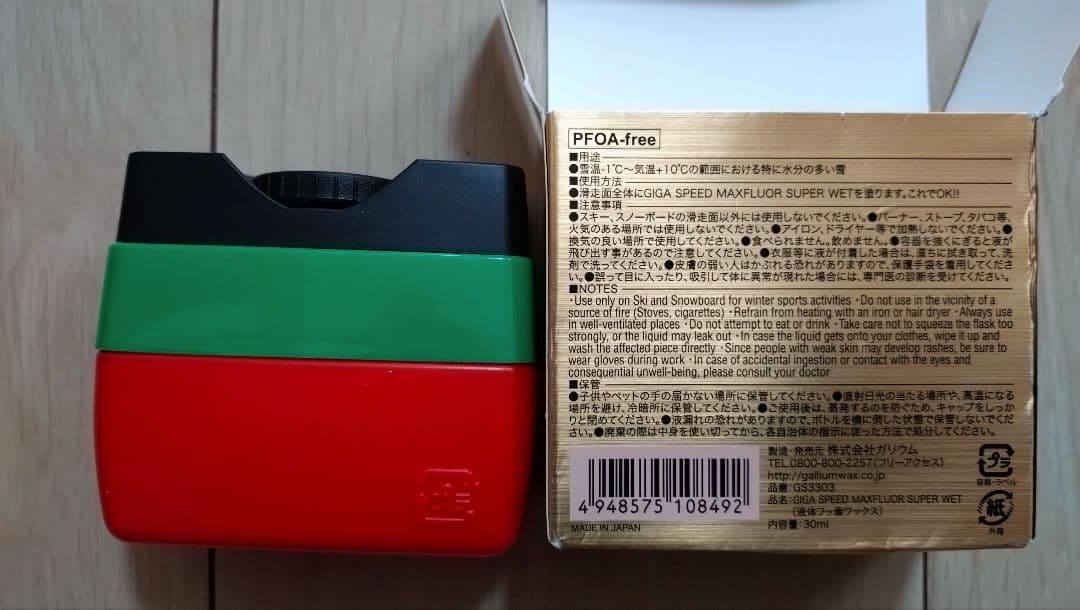 PFOA-free
■用途
●雪温-1℃～気温+10℃の範囲における特に水分の多い雪
■使用方法
●滑走面全体にGIGA SPEED MAXFLUOR SUPER WETを塗ります。これでOK!!
■注意事項
●スキー、スノーボードの滑走面以外には使用しないでください。●バーナー、ストーブ、タバコ等、
火気のある場所では使用しないでください。●アイロン、ドライヤー等で加熱しないでください。●
換気の良い場所で使用してください。●食べられません。飲めません。●容器を強くにぎると液が
飛び出す事があるので注意してください。●衣服等に液が付着した場合は、直ちに拭き取って、洗
剤で洗ってください。●皮膚の弱い人はかぶれる恐れがありますので、保護手袋を着用してくださ
い。●誤って目に入ったり、吸引して体に異常が現れた場合には、専門医の診断を受けてください。
■NOTES
・Use only on Ski and Snowboard for winter sports activities ・Do not use in the vicinity of a
source of fire (Stoves, cigarettes) ・Refrain from heating with an iron or hair dryer ・Always use
in well-ventilated places ・Do not attempt to eat or drink ・Take care not to squeeze the flask too
strongly, or the liquid may leak out ・In case the liquid gets onto your clothes, wipe it up and
wash the affected piece directly ・Since people with weak skin may develop rashes, be sure to
wear gloves during work ・In case of accidental ingestion or contact with the eyes and
consequential unwell-being, please consult your doctor
■保管
●子供やペットの手の届かない場所に保管してください。●直射日光の当たる場所や、高温になる
場所を避け、冷暗所に保管してください。●ご使用後は、蒸発するのを防ぐため、キャップをしっか
りと閉めてください。●液漏れの恐れがありますので、ボトルを横に倒した状態で保管しないでくだ
さい。●廃棄の際は中身を使い切ってから、各自治体の指示に従った方法で処分してください。
4 948575 108492
MADE IN JAPAN
製造・発売元 株式会社ガリウム
TEL.0800-800-2257(フリーアクセス)
http://galliumwax.co.jp
品番:GS3303
品名:GIGA SPEED MAXFLUOR SUPER WET
(液体フッ素ワックス)
内容量:30ml
プラ
容器・ラベル
紙
外箱